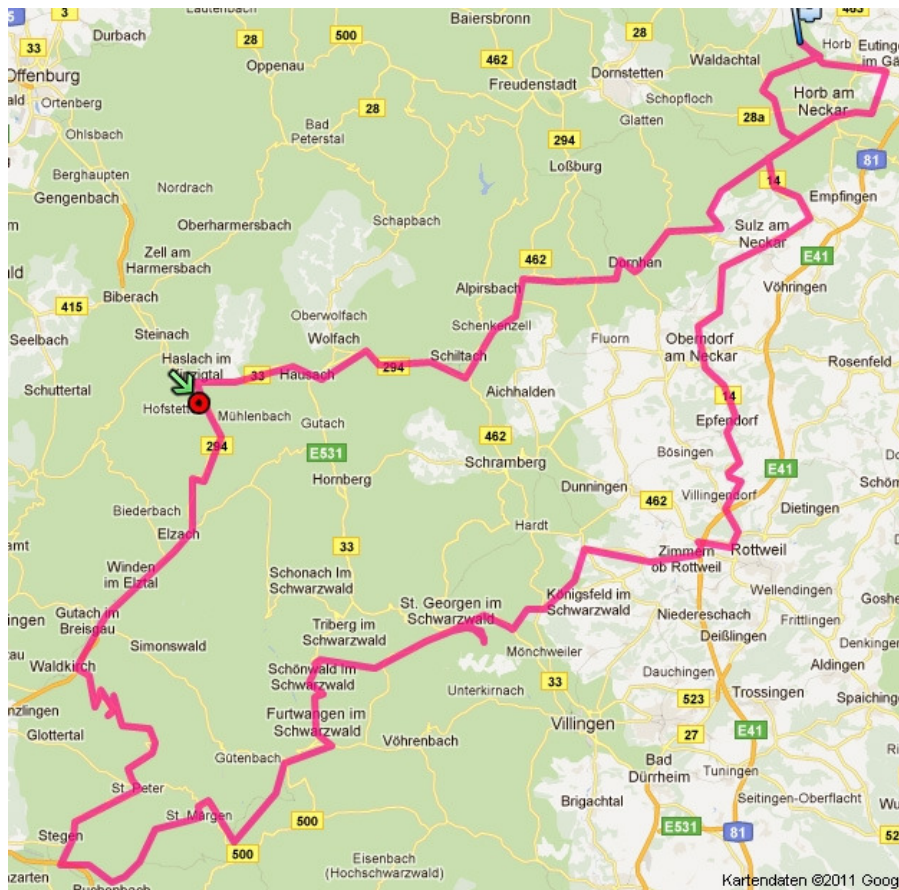 Lautenbach
3
Durbach
33
28
500
Oppenau
Offenburg
Ortenberg
Ohlsbach
Berghaupten
Gengenbach
Nordrach
Oberharmersbach
Zell am
Harmersbach
Biberach
Steinach
415
Seelbach
Schuttertal
Baiersbronn
462
Freudenstadt
28
Dornstetten
Schopfloch
Glatten
Waldachtal
Horb
Eutingen
Horb am
Neckar
28a
81
28
Bad
Peterstal
294
Loßburg
Schapbach
14
Empfingen
Sulz am
Neckar
E41
Dornhan
Vöhringen
462
Alpirsbach
Oberwolfach
Wolfach
Schenkenzell
Schiltach
Fluorn
Oberndorf
am Neckar
Rosenfeld
Haslach im
Kinzigtal
33
Hausach
294
Aichhalden
Mühlenbach
Gutach
14
Epfendorf
294
E531
462
Schramberg
Bösingen
E41
Hornberg
Dunningen
462
Villingendorf
Dietingen
Biederbach
Elzach
Hardt
33
Winden
im Elztal
Zimmern
ob Rottweil
Rottweil
Schonach Im
Schwarzwald
Königsfeld im
Schwarzwald
Wellendingen
Gutach im
Breisgau
St. Georgen im
Schwarzwald
Niedereschach
Frittlingen
Triberg im
Schwarzwald
Deißlingen
Simonswald
Waldkirch
Mönchweiler
Denkingen
Aldingen
Schönwald Im
Schwarzwald
Dauchingen
Unterkirnach
33
523
Trossingen
Spaichingen
Furtwangen im
Schwarzwald
Villingen
Glottertal
Vöhrenbach
27
E41
Gütenbach
Bad
Dürrheim
Tuningen
St. Peter
Brigachtal
Seitingen-Oberflacht
St. Märgen
500
Stegen
500
E531
81
Eisenbach
(Hochschwarzwald)
Kartendaten ©2011 Goog